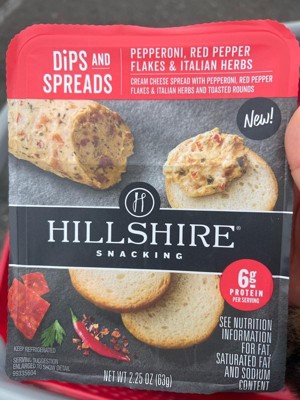 DiPS AND
SPREADS
PEPPERONI, RED PEPPER
FLAKES & ITALIAN HERBS
CREAM CHEESE SPREAD WITH PEPPERONI, RED PEPPER
FLAKES & ITALIAN HERBS AND TOASTED ROUNDS
New!
H
HILLSHIRE®
SNACKING
6g
PROTEIN
PER SERVING
SEE NUTRITION
INFORMATION
FOR FAT,
SATURATED FAT
AND SODIUM
CONTENT
KEEP REFRIGERATED
SERVING SUGGESTION
ENLARGED TO SHOW DETAIL
NET WT 2.25 OZ (63g)